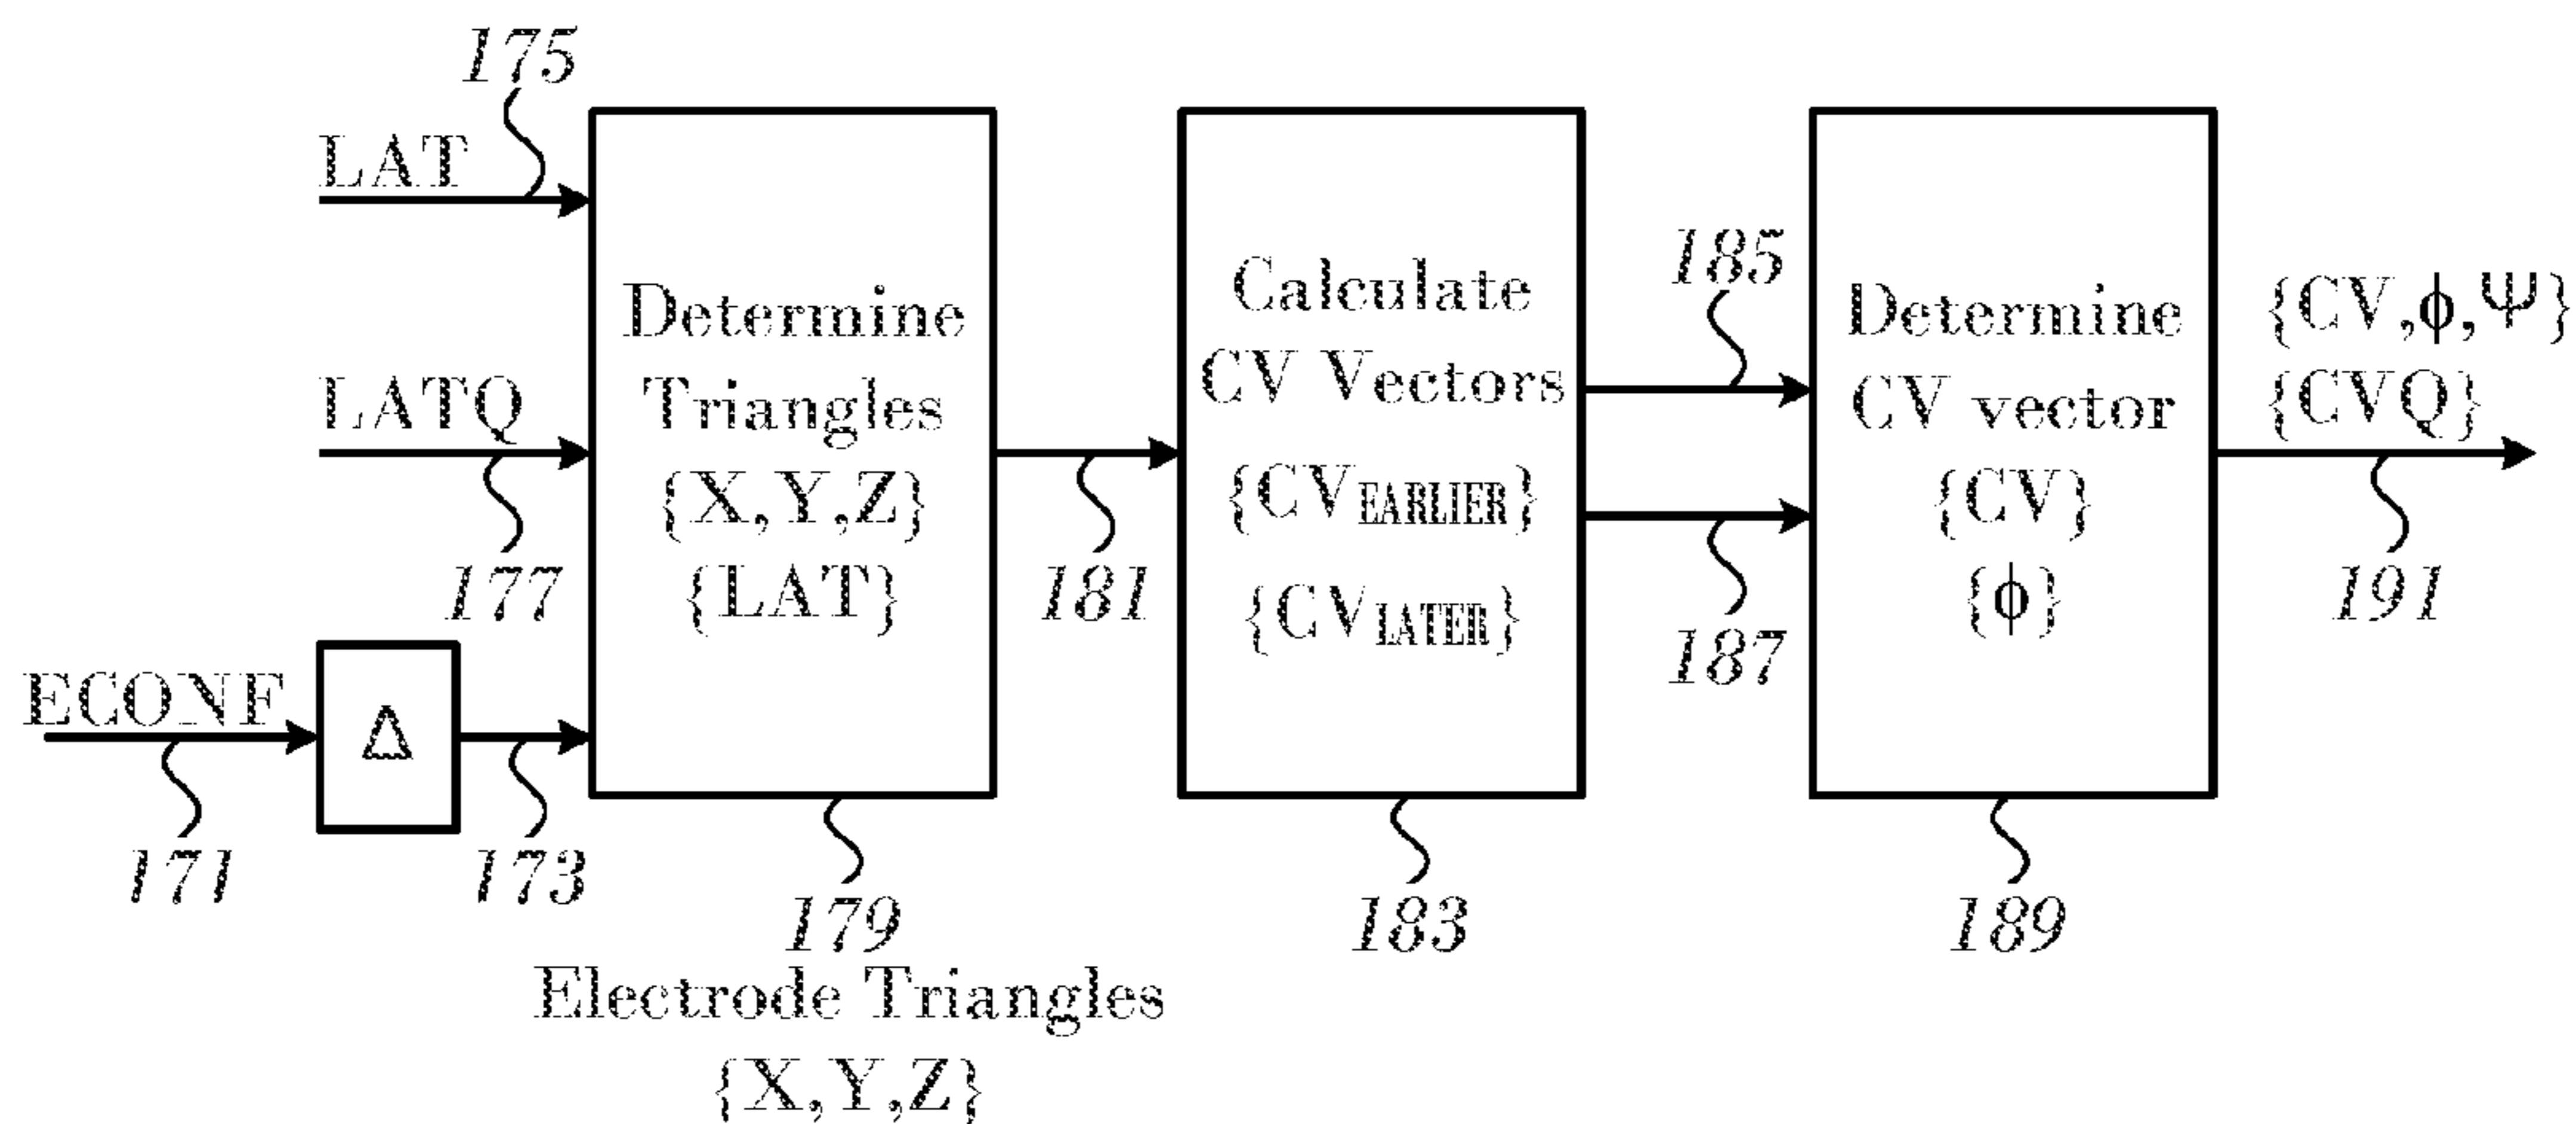 175
LAT
LATQ
177
ECONF
Δ
171
173
Determine
Triangles
{X,Y,Z}
{LAT}
179
Electrode Triangles
{X,Y,Z}
181
Calculate
CV Vectors
{CVEARLIER}
{CVLATER}
183
185
187
Determine
CV vector
{CV}
{ϕ}
189
{CV,ϕ,Ψ}
{CVQ}
191